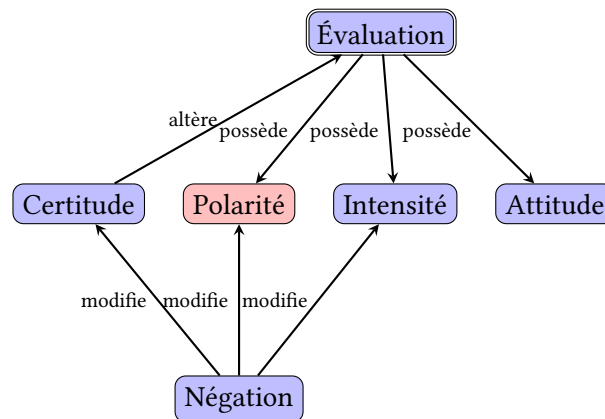 Évaluation
altère
possède
possède
possède
Certitude
Polarité
Intensité
Attitude
modifie
modifie
modifie
Négation